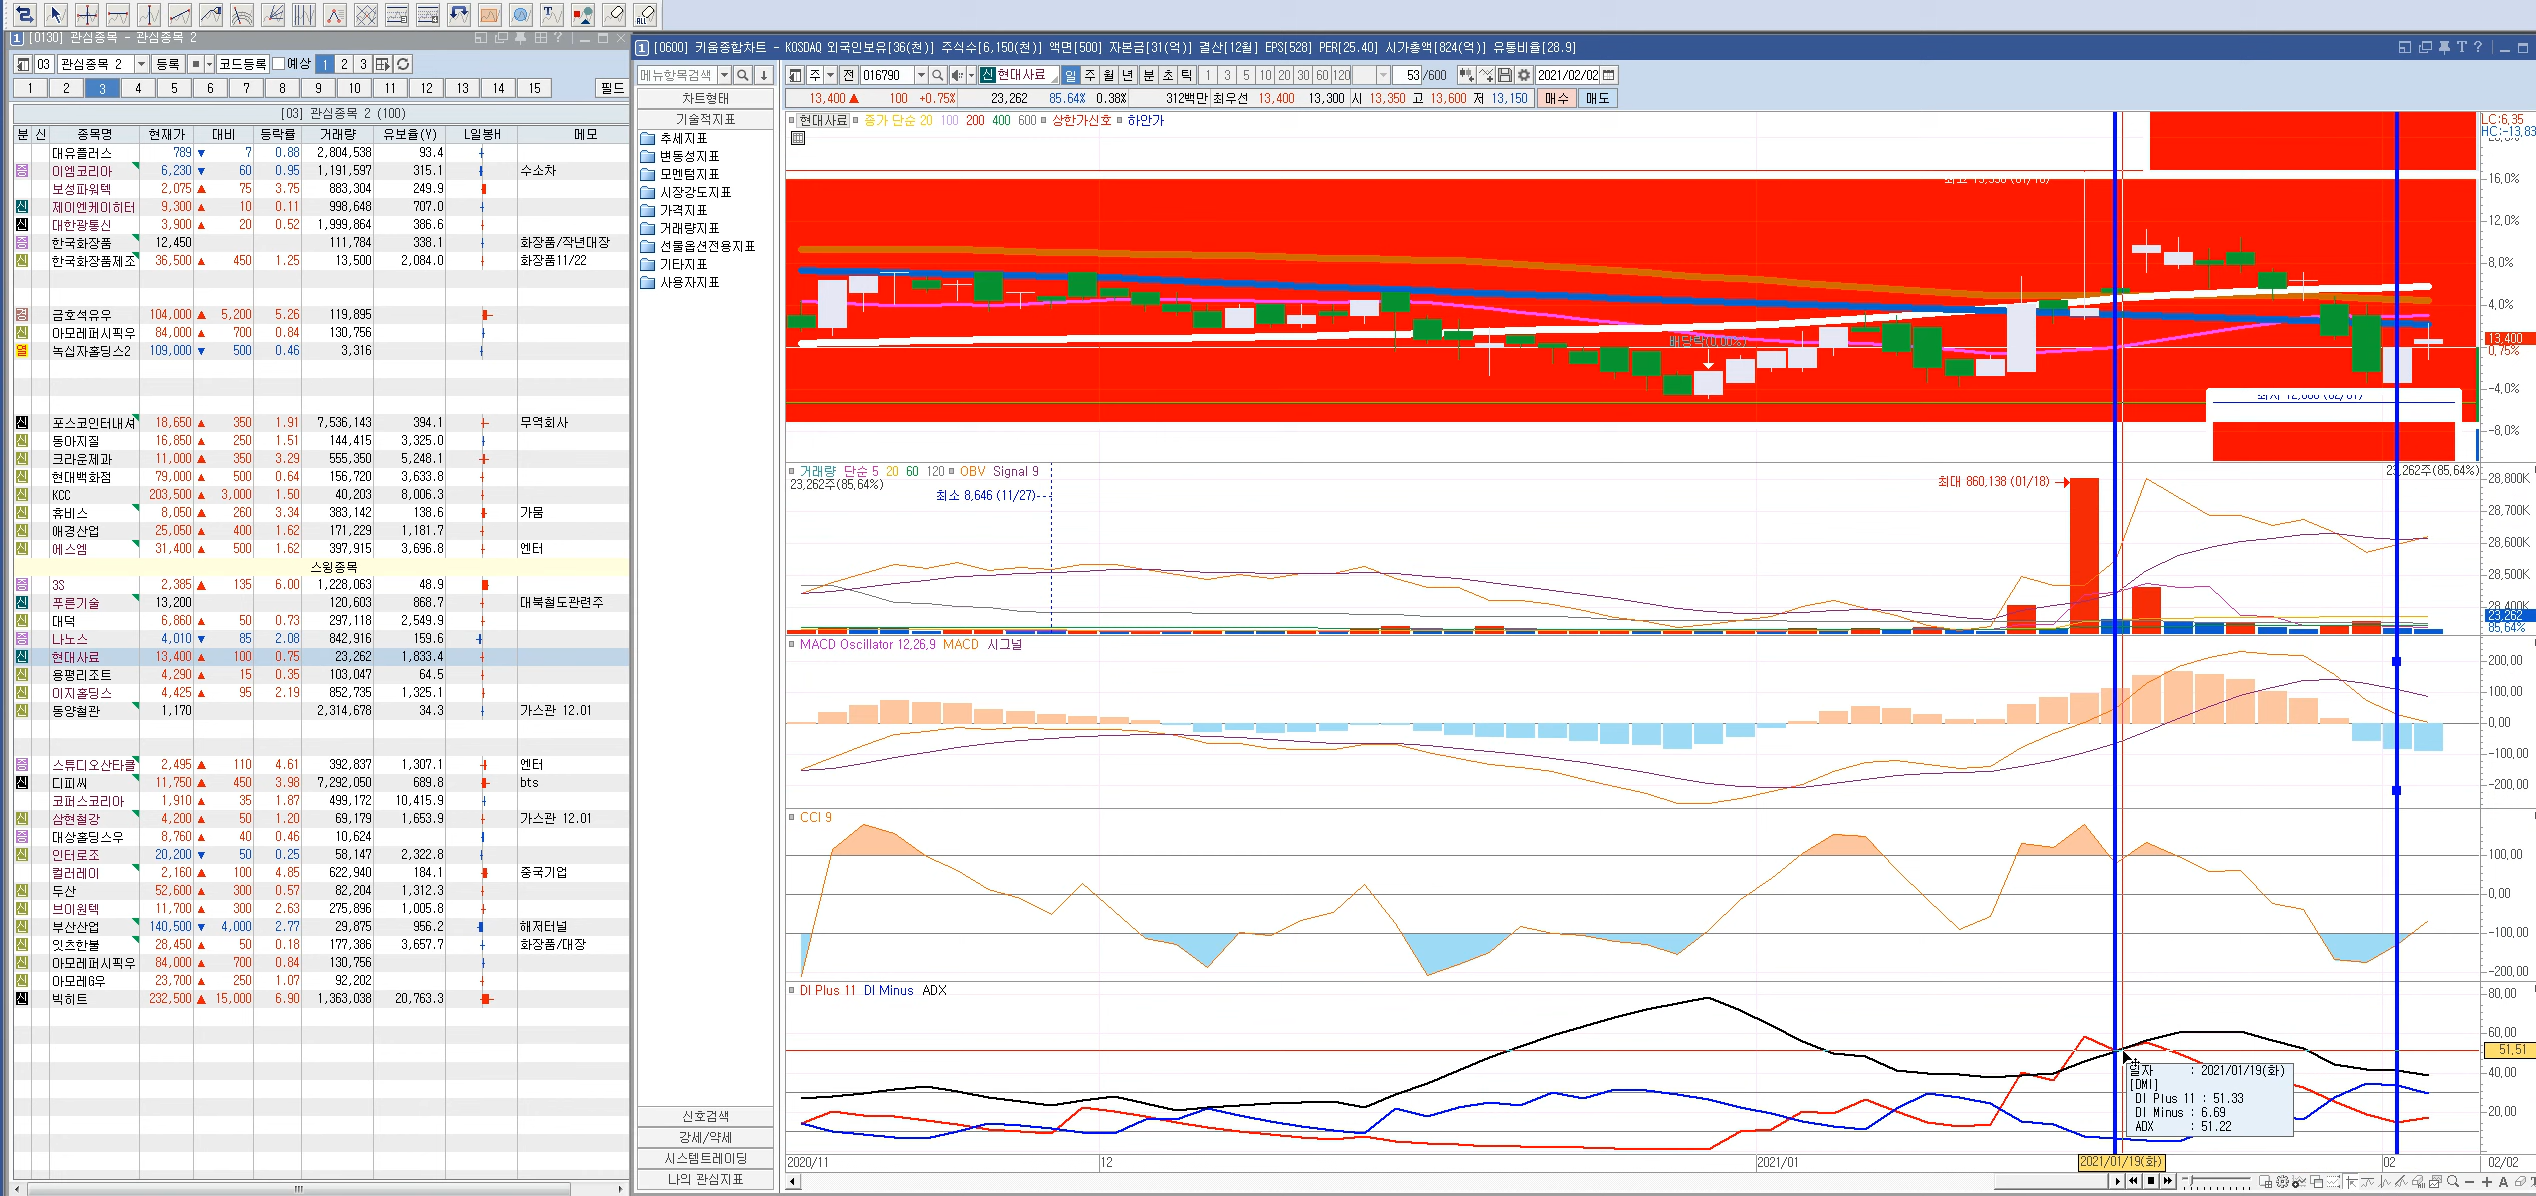 1 [0130] 관심종목 - 관심종목 2
03 관심종목 2 등록 코드등록 예상 1 2 3
1 2 3 4 5 6 7 8 9 10 11 12 13 14 15 필드
[03] 관심종목 2 (100)
분 신 종목명 현재가 대비 등락률 거래량 유보율(Y) L일봉H 메모
대유플러스 789 ▼ 7 0.88 2,804,538 93.4
증 이엠코리아 6,230 ▼ 60 0.95 1,191,597 315.1 수소차
보성파워텍 2,075 ▲ 75 3.75 883,304 249.9
신 제이엔케이히터 9,300 ▲ 10 0.11 998,648 707.0
신 대한광통신 3,900 ▲ 20 0.52 1,999,864 386.6
증 한국화장품 12,450 111,784 338.1 화장품/작년대장
신 한국화장품제조 36,500 ▲ 450 1.25 13,500 2,084.0 화장품11/22
경 금호석유우 104,000 ▲ 5,200 5.26 119,895
신 아모레퍼시픽우 84,000 ▲ 700 0.84 130,756
열 녹십자홀딩스2 109,000 ▼ 500 0.46 3,316
신 포스코인터내셔 18,650 ▲ 350 1.91 7,536,143 394.1 무역회사
신 동아지질 16,850 ▲ 250 1.51 144,415 3,325.0
신 크라운제과 11,000 ▲ 350 3.29 555,350 5,248.1
신 현대백화점 79,000 ▲ 500 0.64 156,720 3,633.8
신 KCC 203,500 ▲ 3,000 1.50 40,203 8,006.3
신 휴비스 8,050 ▲ 260 3.34 383,142 138.6 가뭄
신 애경산업 25,050 ▲ 400 1.62 171,229 1,181.7
신 에스엠 31,400 ▲ 500 1.62 397,915 3,696.8 엔터
스윙종목
증 3S 2,385 ▲ 135 6.00 1,228,063 48.9
신 푸른기술 13,200 120,603 868.7 대북철도관련주
신 대덕 6,860 ▲ 50 0.73 297,118 2,549.9
증 나노스 4,010 ▼ 85 2.08 842,916 159.6
신 현대사료 13,400 ▲ 100 0.75 23,262 1,833.4
신 용평리조트 4,290 ▲ 15 0.35 103,047 64.5
신 이지홀딩스 4,425 ▲ 95 2.19 852,735 1,325.1
신 동양철관 1,170 2,314,678 34.3 가스관 12.01
증 스튜디오산타클 2,495 ▲ 110 4.61 392,837 1,307.1 엔터
신 디피씨 11,750 ▲ 450 3.98 7,292,050 689.8 bts
코퍼스코리아 1,910 ▲ 35 1.87 499,172 10,415.9
신 삼현철강 4,200 ▲ 50 1.20 69,179 1,653.9 가스관 12.01
증 대상홀딩스우 8,760 ▲ 40 0.46 10,624
신 인터로조 20,200 ▼ 50 0.25 58,147 2,322.8
컬러레이 2,160 ▲ 100 4.85 622,940 184.1 중국기업
신 두산 52,600 ▲ 300 0.57 82,204 1,312.3
신 브이원텍 11,700 ▲ 300 2.63 275,896 1,005.8
신 부산산업 140,500 ▼ 4,000 2.77 29,875 956.2 해저터널
신 잇츠한불 28,450 ▲ 50 0.18 177,386 3,657.7 화장품/대장
신 아모레퍼시픽우 84,000 ▲ 700 0.84 130,756
신 아모레G우 23,700 ▲ 250 1.07 92,202
신 빅히트 232,500 ▲ 15,000 6.90 1,363,038 20,763.3
1 [0600] 키움종합차트 - KOSDAQ 외국인보유[36(천)] 주식수[6,150(천)] 액면[500] 자본금[31(억)] 결산[12월] EPS[528] PER[25.40] 시가총액[824(억)] 유통비율[28.9]
메뉴항목검색
차트형태
기술적지표
추세지표
변동성지표
모멘텀지표
시장강도지표
가격지표
거래량지표
선물옵션전용지표
기타지표
사용자지표
신호검색
강세/약세
시스템트레이딩
나의 관심지표
주 전 016790 신 현대사료 일 주 월 년 분 초 틱 1 3 5 10 20 30 60 120 53 /600 2021/02/02
13,400 ▲ 100 +0.75% 23,262 85.64% 0.38% 312백만 최우선 13,400 13,300 시 13,350 고 13,600 저 13,150 매수 매도
현대사료 종가 단순 20 100 200 400 600 상한가신호 하안가
LC:6,35
HC:-13,83
16,0%
12,0%
8,0%
4,0%
13,400
0,75%
-4,0%
-8,0%
배당락(0,00%)
거래량 단순 5 20 60 120 OBV Signal 9
23,262주(85,64%)
최소 8,646 (11/27)
최대 860,138 (01/18)
23,262주(85,64%)
28,800K
28,700K
28,600K
28,500K
28,400K
23,262
85,64%
MACD Oscillator 12,26,9 MACD 시그널
200,00
100,00
0,00
-100,00
-200,00
CCI 9
100,00
0,00
-100,00
-200,00
DI Plus 11 DI Minus ADX
80,00
60,00
51,51
40,00
20,00
일자 : 2021/01/19(화)
[DMI]
DI Plus 11 : 51.33
DI Minus : 6.69
ADX : 51.22
2020/11 12 2021/01 2021/01/19(화) 02 02/02